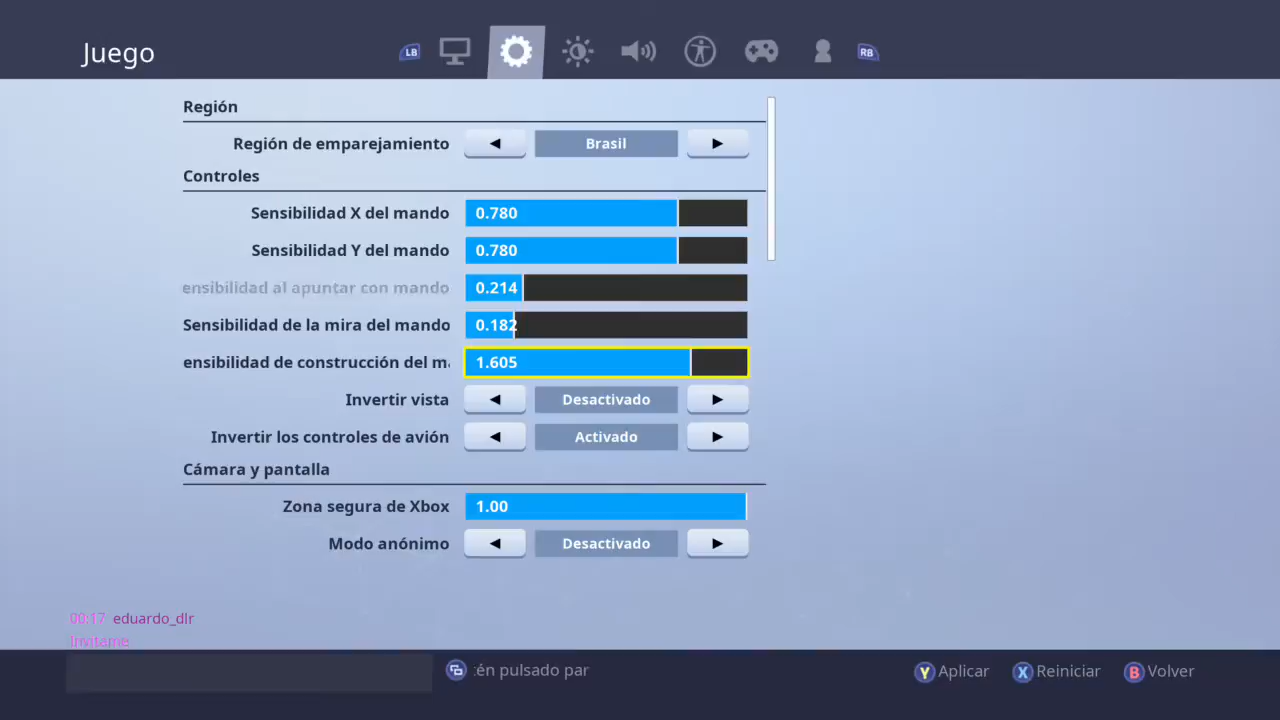 Juego
LB
RB
Región
Región de emparejamiento ◄ Brasil ►
Controles
Sensibilidad X del mando 0.780
Sensibilidad Y del mando 0.780
ensibilidad al apuntar con mando 0.214
Sensibilidad de la mira del mando 0.182
ensibilidad de construcción del ma 1.605
Invertir vista ◄ Desactivado ►
Invertir los controles de avión ◄ Activado ►
Cámara y pantalla
Zona segura de Xbox 1.00
Modo anónimo ◄ Desactivado ►
00:17 eduardo_dlr
Invitame
én pulsado par
Y Aplicar X Reiniciar B Volver